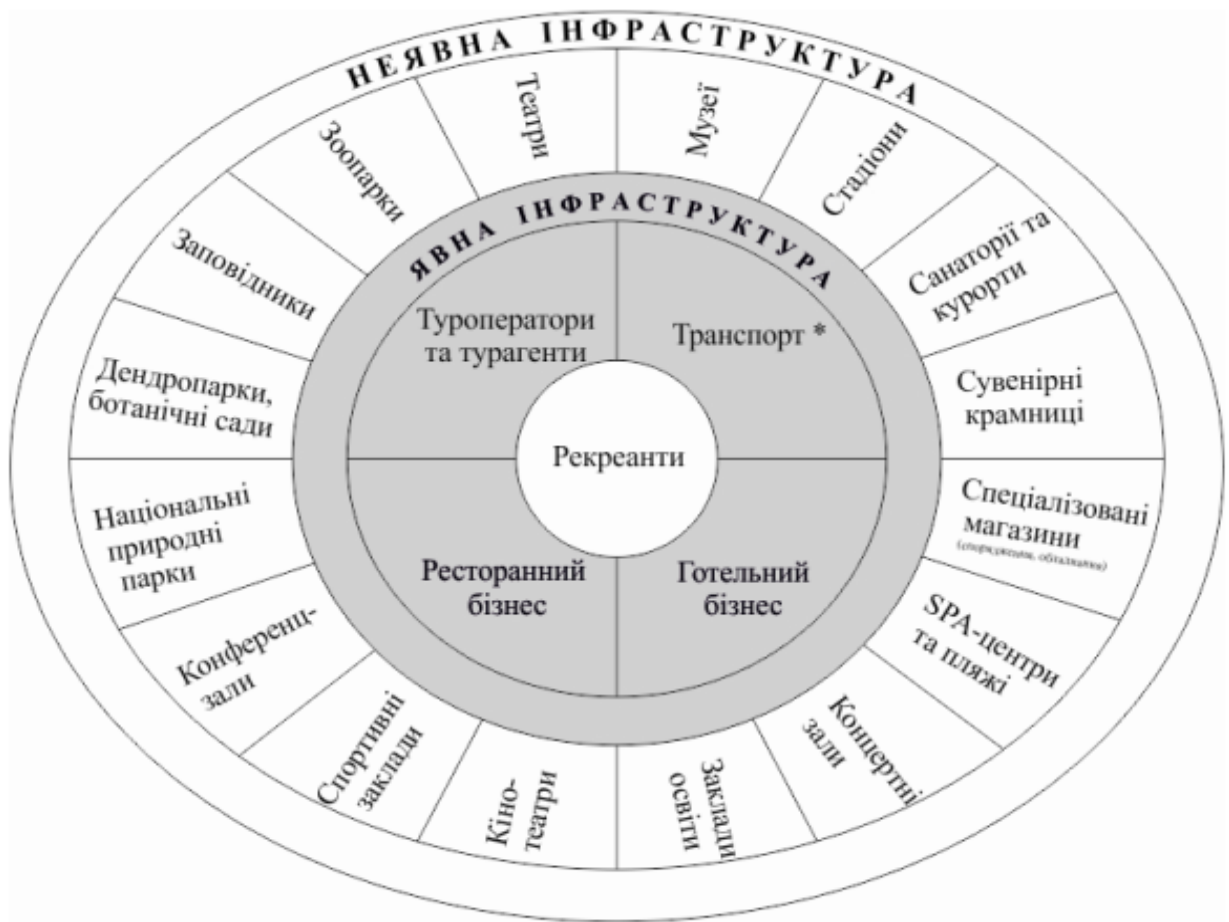 НЕЯВНА ІНФРАСТРУКТУРА
Театри
Музеї
Стадіони
Санаторії та
курорти
Сувенірні
крамниці
Спеціалізовані
магазини
(спорядження, обладнання)
SPA-центри
та пляжі
Концертні
зали
Заклади
освіти
Кіно-
театри
Спортивні
заклади
Конференц-
зали
Національні
природні
парки
Дендропарки,
ботанічні сади
Заповідники
Зоопарки
ЯВНА ІНФРАСТРУКТУРА
Туроператори
та турагенти
Транспорт *
Рекреанти
Ресторанний
бізнес
Готельний
бізнес